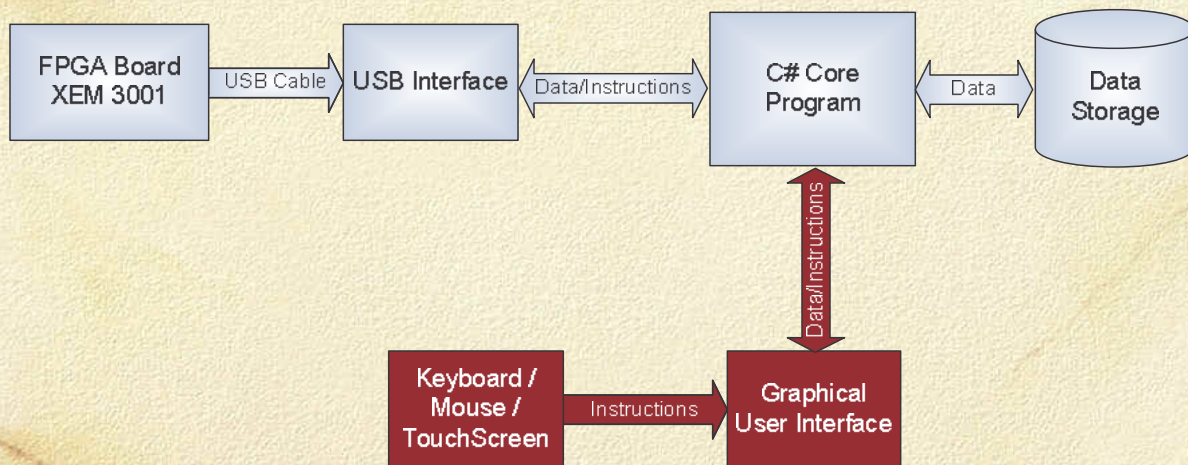 FPGA Board
XEM 3001
USB Cable
USB Interface
Data/Instructions
C# Core
Program
Data
Data
Storage
Data/Instructions
Keyboard /
Mouse /
TouchScreen
Instructions
Graphical
User Interface